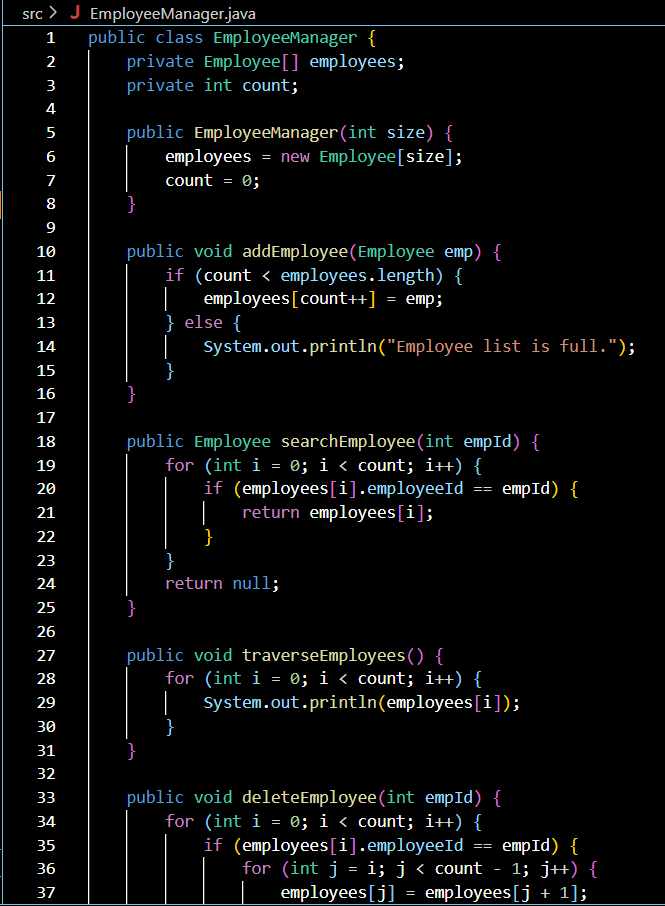 src > J EmployeeManager.java
1 public class EmployeeManager {
2     private Employee[] employees;
3     private int count;
4
5     public EmployeeManager(int size) {
6         employees = new Employee[size];
7         count = 0;
8     }
9
10     public void addEmployee(Employee emp) {
11         if (count < employees.length) {
12             employees[count++] = emp;
13         } else {
14             System.out.println("Employee list is full.");
15         }
16     }
17
18     public Employee searchEmployee(int empId) {
19         for (int i = 0; i < count; i++) {
20             if (employees[i].employeeId == empId) {
21                 return employees[i];
22             }
23         }
24         return null;
25     }
26
27     public void traverseEmployees() {
28         for (int i = 0; i < count; i++) {
29             System.out.println(employees[i]);
30         }
31     }
32
33     public void deleteEmployee(int empId) {
34         for (int i = 0; i < count; i++) {
35             if (employees[i].employeeId == empId) {
36                 for (int j = i; j < count - 1; j++) {
37                     employees[j] = employees[j + 1];